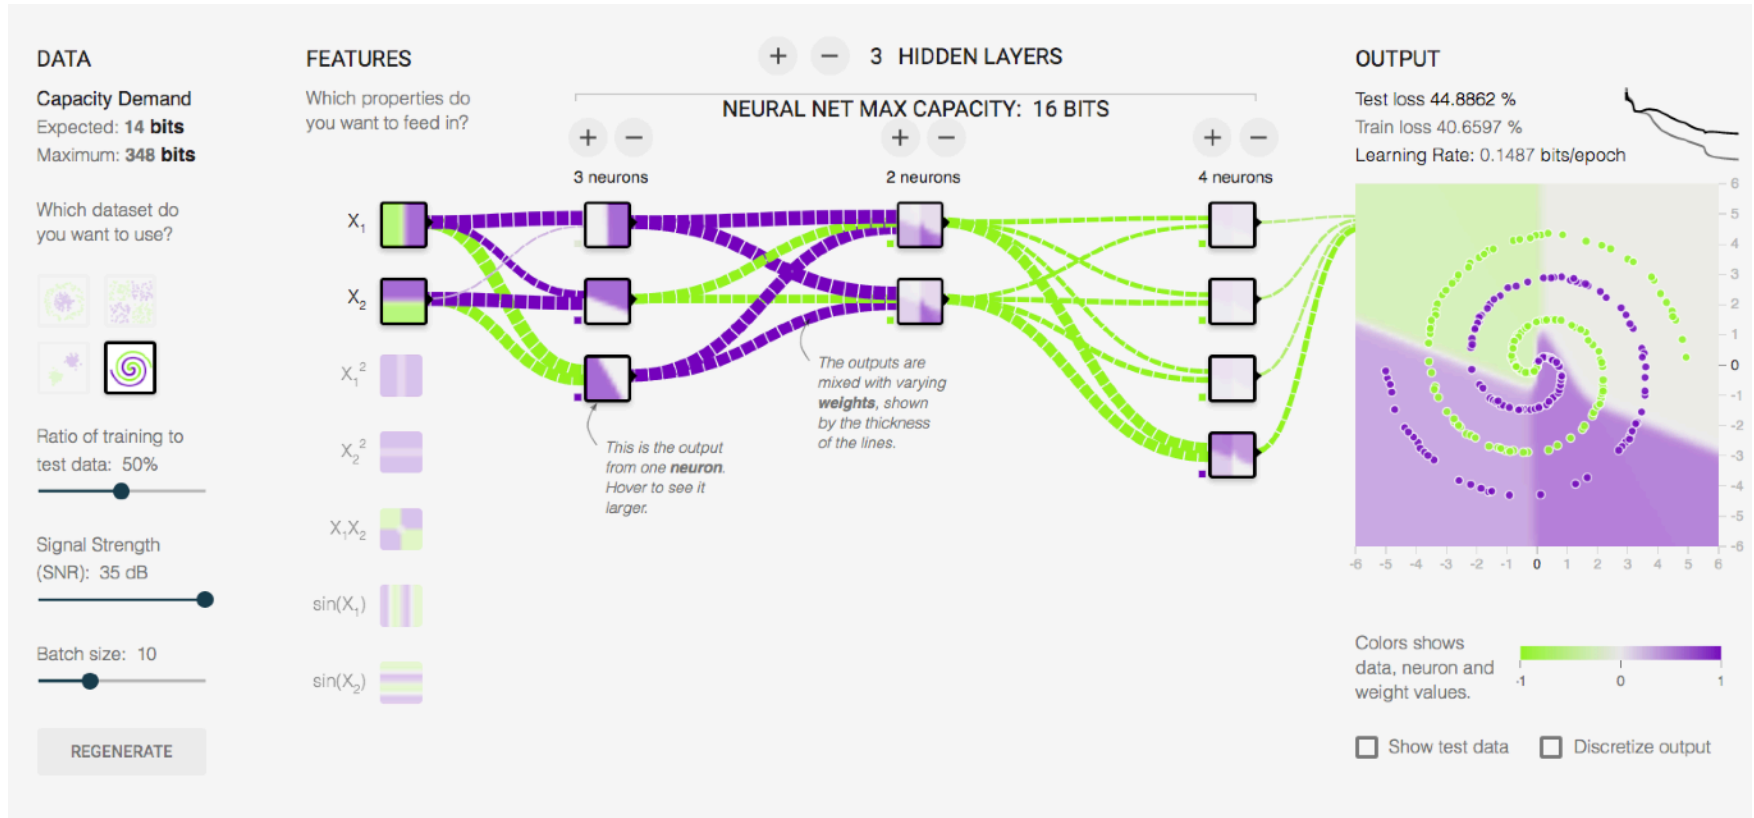 DATA
Capacity Demand
Expected: 14 bits
Maximum: 348 bits
Which dataset do
you want to use?
Ratio of training to
test data: 50%
Signal Strength
(SNR): 35 dB
Batch size: 10
REGENERATE
FEATURES
Which properties do
you want to feed in?
X1
X2
X1²
X2²
X1X2
sin(X1)
sin(X2)
+ − 3 HIDDEN LAYERS
NEURAL NET MAX CAPACITY: 16 BITS
+ − + − + −
3 neurons 2 neurons 4 neurons
This is the output
from one neuron.
Hover to see it
larger.
The outputs are
mixed with varying
weights, shown
by the thickness
of the lines.
OUTPUT
Test loss 44.8862 %
Train loss 40.6597 %
Learning Rate: 0.1487 bits/epoch
6
5
4
3
2
1
0
-1
-2
-3
-4
-5
-6
-6 -5 -4 -3 -2 -1 0 1 2 3 4 5 6
Colors shows
data, neuron and
weight values.
-1 0 1
Show test data Discretize output